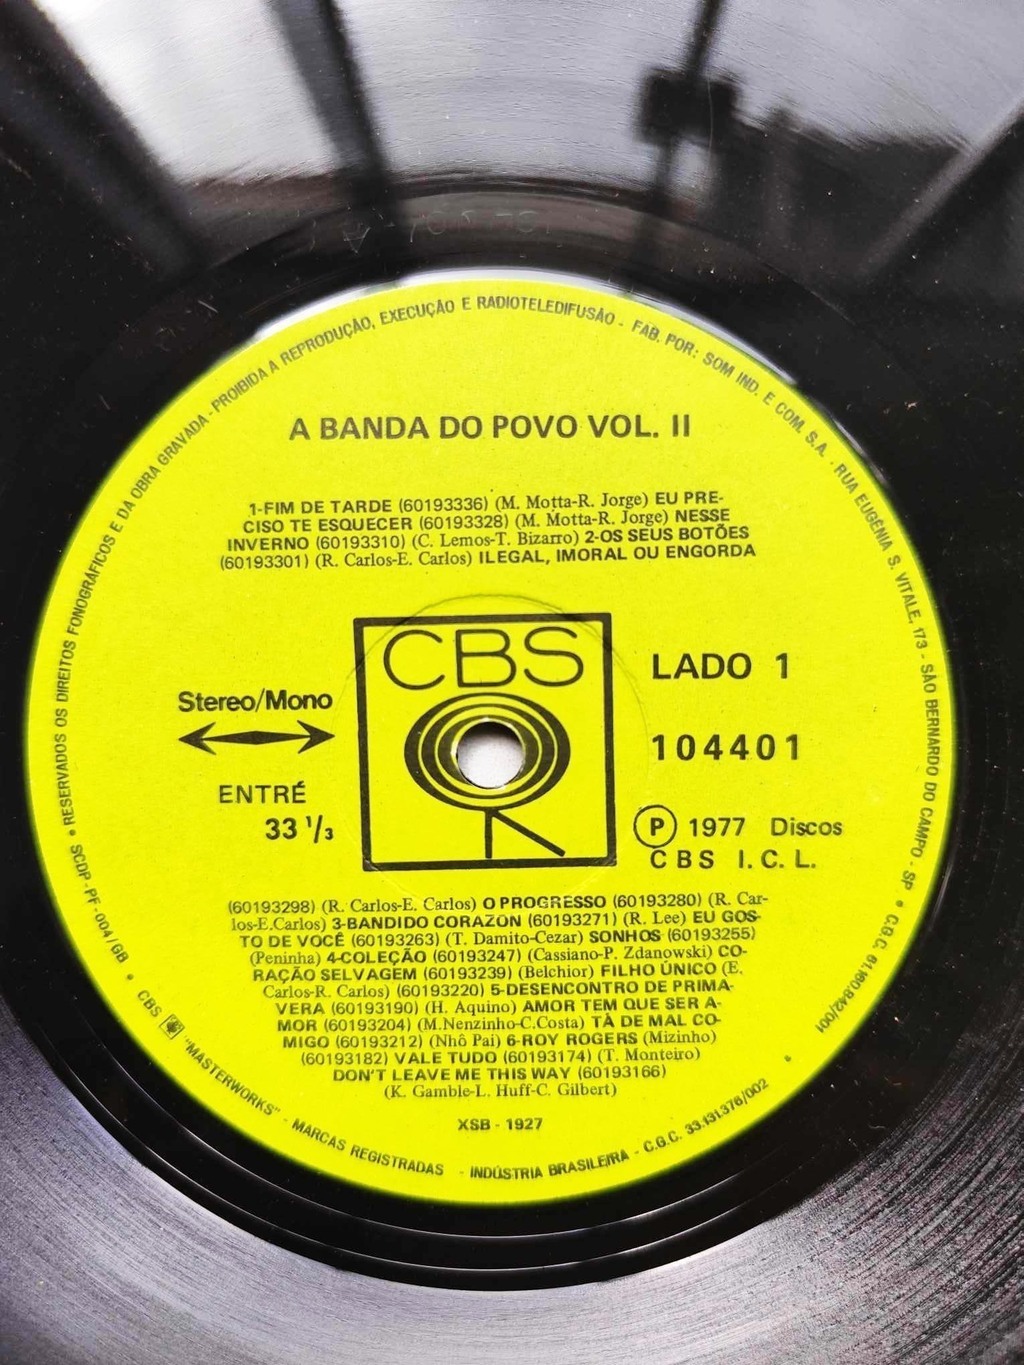 RESERVADOS OS DIREITOS FONOGRÁFICOS E DA OBRA GRAVADA - PROIBIDA A REPRODUÇÃO, EXECUÇÃO E RADIOTELEDIFUSÃO - FAB. POR: SOM IND. E COM. S.A. - RUA EUGÊNIA S. VITALE, 173 - SÃO BERNARDO DO CAMPO - SP • C.G.C. 61.160.842/001
A BANDA DO POVO VOL. II
1-FIM DE TARDE (60193336) (M. Motta-R. Jorge) EU PRE-
CISO TE ESQUECER (60193328) (M. Motta-R. Jorge) NESSE
INVERNO (60193310) (C. Lemos-T. Bizarro) 2-OS SEUS BOTÕES
(60193301) (R. Carlos-E. Carlos) ILEGAL, IMORAL OU ENGORDA
CBS
Stereo/Mono
ENTRÉ
33 1/3
LADO 1
104401
℗ 1977 Discos
CBS I.C.L.
(60193298) (R. Carlos-E. Carlos) O PROGRESSO (60193280) (R. Car-
los-E.Carlos) 3-BANDIDO CORAZÓN (60193271) (R. Lee) EU GOS-
TO DE VOCÊ (60193263) (T. Damito-Cezar) SONHOS (60193255)
(Peninha) 4-COLEÇÃO (60193247) (Cassiano-P. Zdanowski) CO-
RAÇÃO SELVAGEM (60193239) (Belchior) FILHO ÚNICO (E.
Carlos-R. Carlos) (60193220) 5-DESENCONTRO DE PRIMA-
VERA (60193190) (H. Aquino) AMOR TEM QUE SER A-
MOR (60193204) (M.Nenzinho-C.Costa) TÁ DE MAL CO-
MIGO (60193212) (Nhô Pai) 6-ROY ROGERS (Mizinho)
(60193182) VALE TUDO (60193174) (T. Monteiro)
DON'T LEAVE ME THIS WAY (60193166)
(K. Gamble-L. Huff-C. Gilbert)
XSB - 1927
SCDP-PF-004/GB • CBS "MASTERWORKS" - MARCAS REGISTRADAS - INDÚSTRIA BRASILEIRA - C.G.C. 33.131.376/002